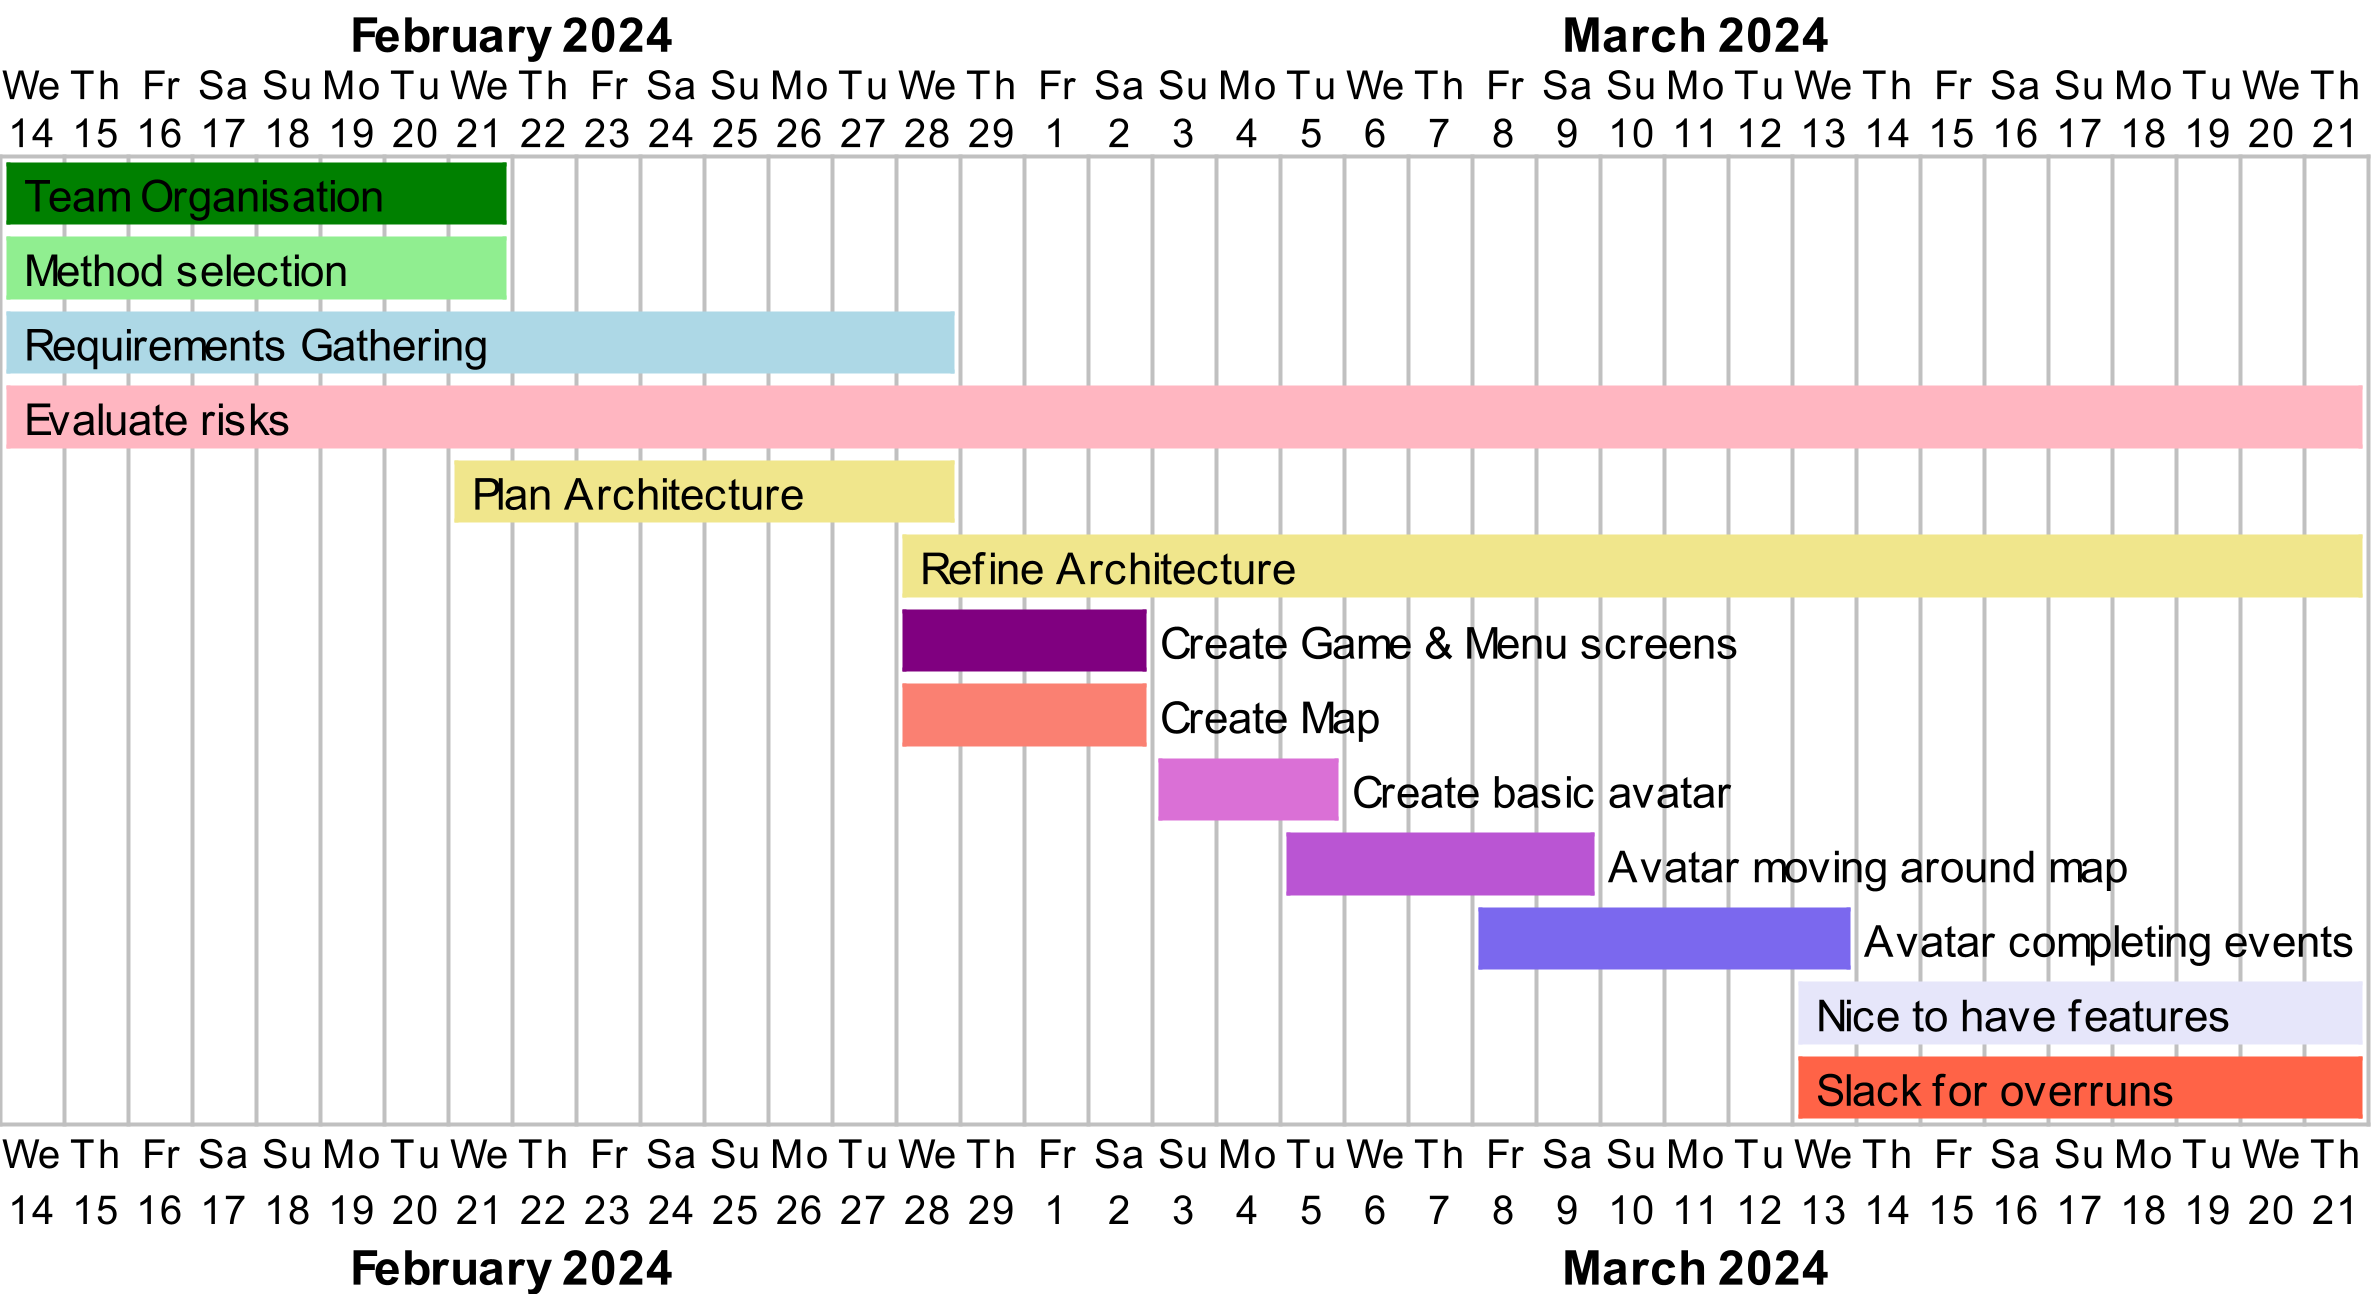 February 2024 March 2024
We Th Fr Sa Su Mo Tu We Th Fr Sa Su Mo Tu We Th Fr Sa Su Mo Tu We Th Fr Sa Su Mo Tu We Th Fr Sa Su Mo Tu We Th
14 15 16 17 18 19 20 21 22 23 24 25 26 27 28 29 1 2 3 4 5 6 7 8 9 10 11 12 13 14 15 16 17 18 19 20 21
Team Organisation
Method selection
Requirements Gathering
Evaluate risks
Plan Architecture
Refine Architecture
Create Game & Menu screens
Create Map
Create basic avatar
Avatar moving around map
Avatar completing events
Nice to have features
Slack for overruns
We Th Fr Sa Su Mo Tu We Th Fr Sa Su Mo Tu We Th Fr Sa Su Mo Tu We Th Fr Sa Su Mo Tu We Th Fr Sa Su Mo Tu We Th
14 15 16 17 18 19 20 21 22 23 24 25 26 27 28 29 1 2 3 4 5 6 7 8 9 10 11 12 13 14 15 16 17 18 19 20 21
February 2024 March 2024